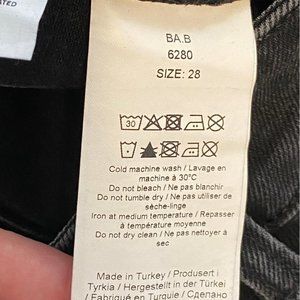 ATED
BA.B
6280
SIZE: 28
30
Cold machine wash / Lavage en
machine à 30°C
Do not bleach / Ne pas blanchir
Do not tumble dry / Ne pas utiliser de
sèche-linge
Iron at medium temperature / Repasser
à température moyenne
Do not dry clean / Ne pas nettoyer à
sec
Made in Turkey / Produsert i
Tyrkia / Hergestellt in der Türkei
/ Fabriqué en Turquie / Сделано